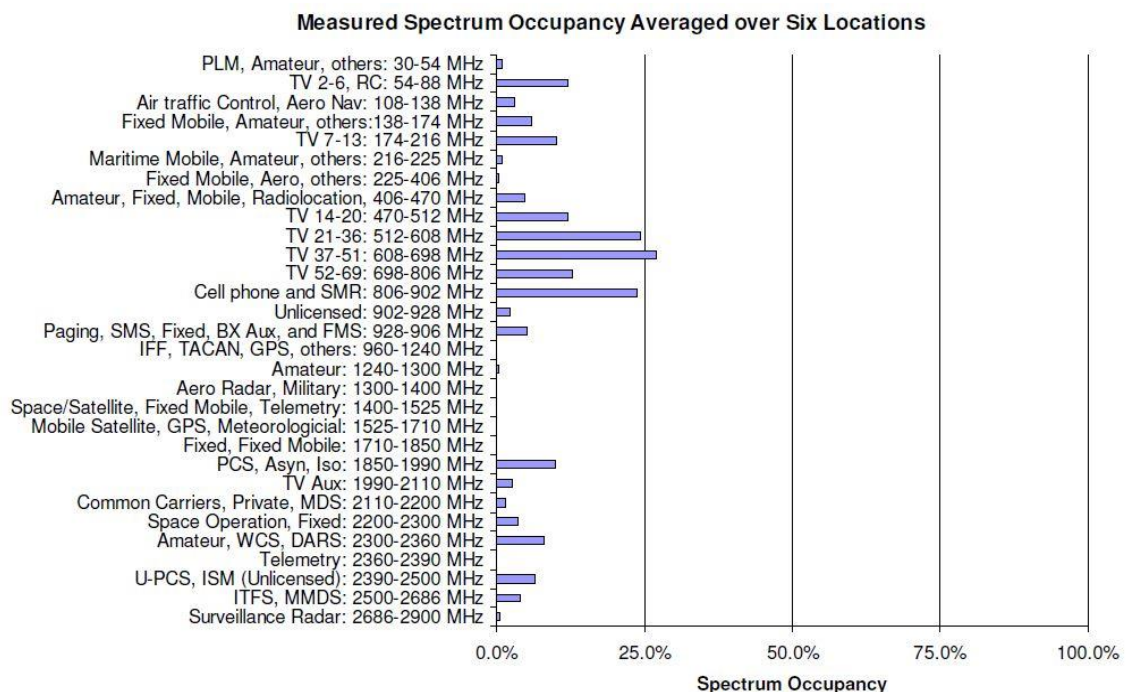 Measured Spectrum Occupancy Averaged over Six Locations
PLM, Amateur, others: 30-54 MHz
TV 2-6, RC: 54-88 MHz
Air traffic Control, Aero Nav: 108-138 MHz
Fixed Mobile, Amateur, others:138-174 MHz
TV 7-13: 174-216 MHz
Maritime Mobile, Amateur, others: 216-225 MHz
Fixed Mobile, Aero, others: 225-406 MHz
Amateur, Fixed, Mobile, Radiolocation, 406-470 MHz
TV 14-20: 470-512 MHz
TV 21-36: 512-608 MHz
TV 37-51: 608-698 MHz
TV 52-69: 698-806 MHz
Cell phone and SMR: 806-902 MHz
Unlicensed: 902-928 MHz
Paging, SMS, Fixed, BX Aux, and FMS: 928-906 MHz
IFF, TACAN, GPS, others: 960-1240 MHz
Amateur: 1240-1300 MHz
Aero Radar, Military: 1300-1400 MHz
Space/Satellite, Fixed Mobile, Telemetry: 1400-1525 MHz
Mobile Satellite, GPS, Meteorologicial: 1525-1710 MHz
Fixed, Fixed Mobile: 1710-1850 MHz
PCS, Asyn, Iso: 1850-1990 MHz
TV Aux: 1990-2110 MHz
Common Carriers, Private, MDS: 2110-2200 MHz
Space Operation, Fixed: 2200-2300 MHz
Amateur, WCS, DARS: 2300-2360 MHz
Telemetry: 2360-2390 MHz
U-PCS, ISM (Unlicensed): 2390-2500 MHz
ITFS, MMDS: 2500-2686 MHz
Surveillance Radar: 2686-2900 MHz
0.0% 25.0% 50.0% 75.0% 100.0%
Spectrum Occupancy